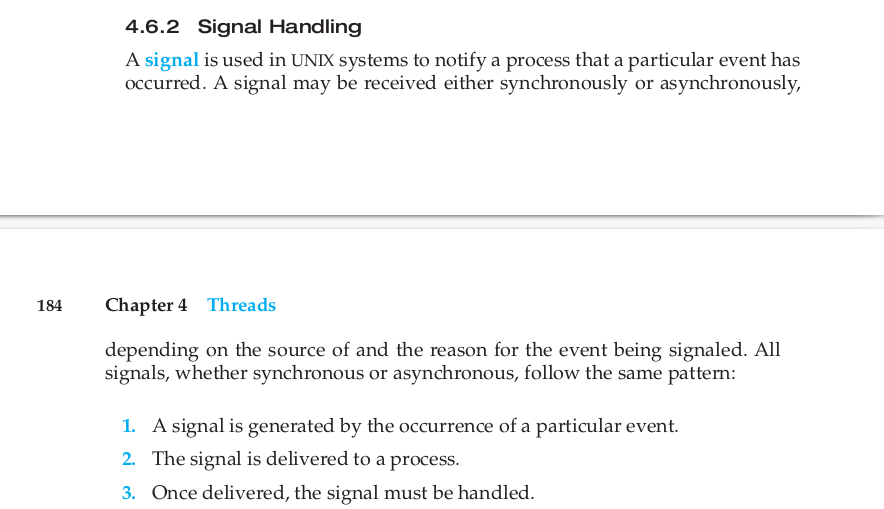 4.6.2 Signal Handling
A signal is used in UNIX systems to notify a process that a particular event has
occurred. A signal may be received either synchronously or asynchronously,
184 Chapter 4 Threads
depending on the source of and the reason for the event being signaled. All
signals, whether synchronous or asynchronous, follow the same pattern:
1. A signal is generated by the occurrence of a particular event.
2. The signal is delivered to a process.
3. Once delivered, the signal must be handled.